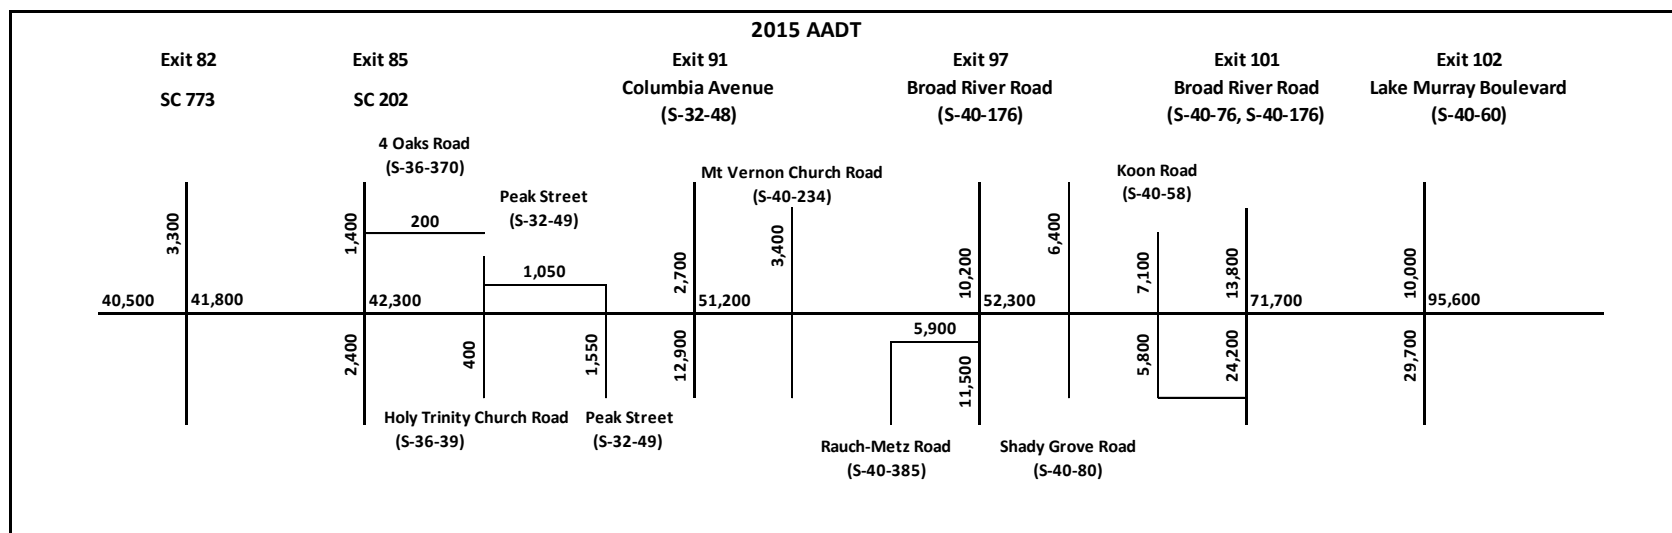 2015 AADT
Exit 82
SC 773
Exit 85
SC 202
Exit 91
Columbia Avenue
(S-32-48)
Exit 97
Broad River Road
(S-40-176)
Exit 101
Broad River Road
(S-40-76, S-40-176)
Exit 102
Lake Murray Boulevard
(S-40-60)
4 Oaks Road
(S-36-370)
Peak Street
(S-32-49)
Mt Vernon Church Road
(S-40-234)
Koon Road
(S-40-58)
3,300
1,400
200
1,050
2,700
3,400
10,200
6,400
7,100
13,800
10,000
40,500
41,800
42,300
51,200
52,300
71,700
95,600
2,400
400
1,550
12,900
5,900
11,500
5,800
24,200
29,700
Holy Trinity Church Road
(S-36-39)
Peak Street
(S-32-49)
Rauch-Metz Road
(S-40-385)
Shady Grove Road
(S-40-80)